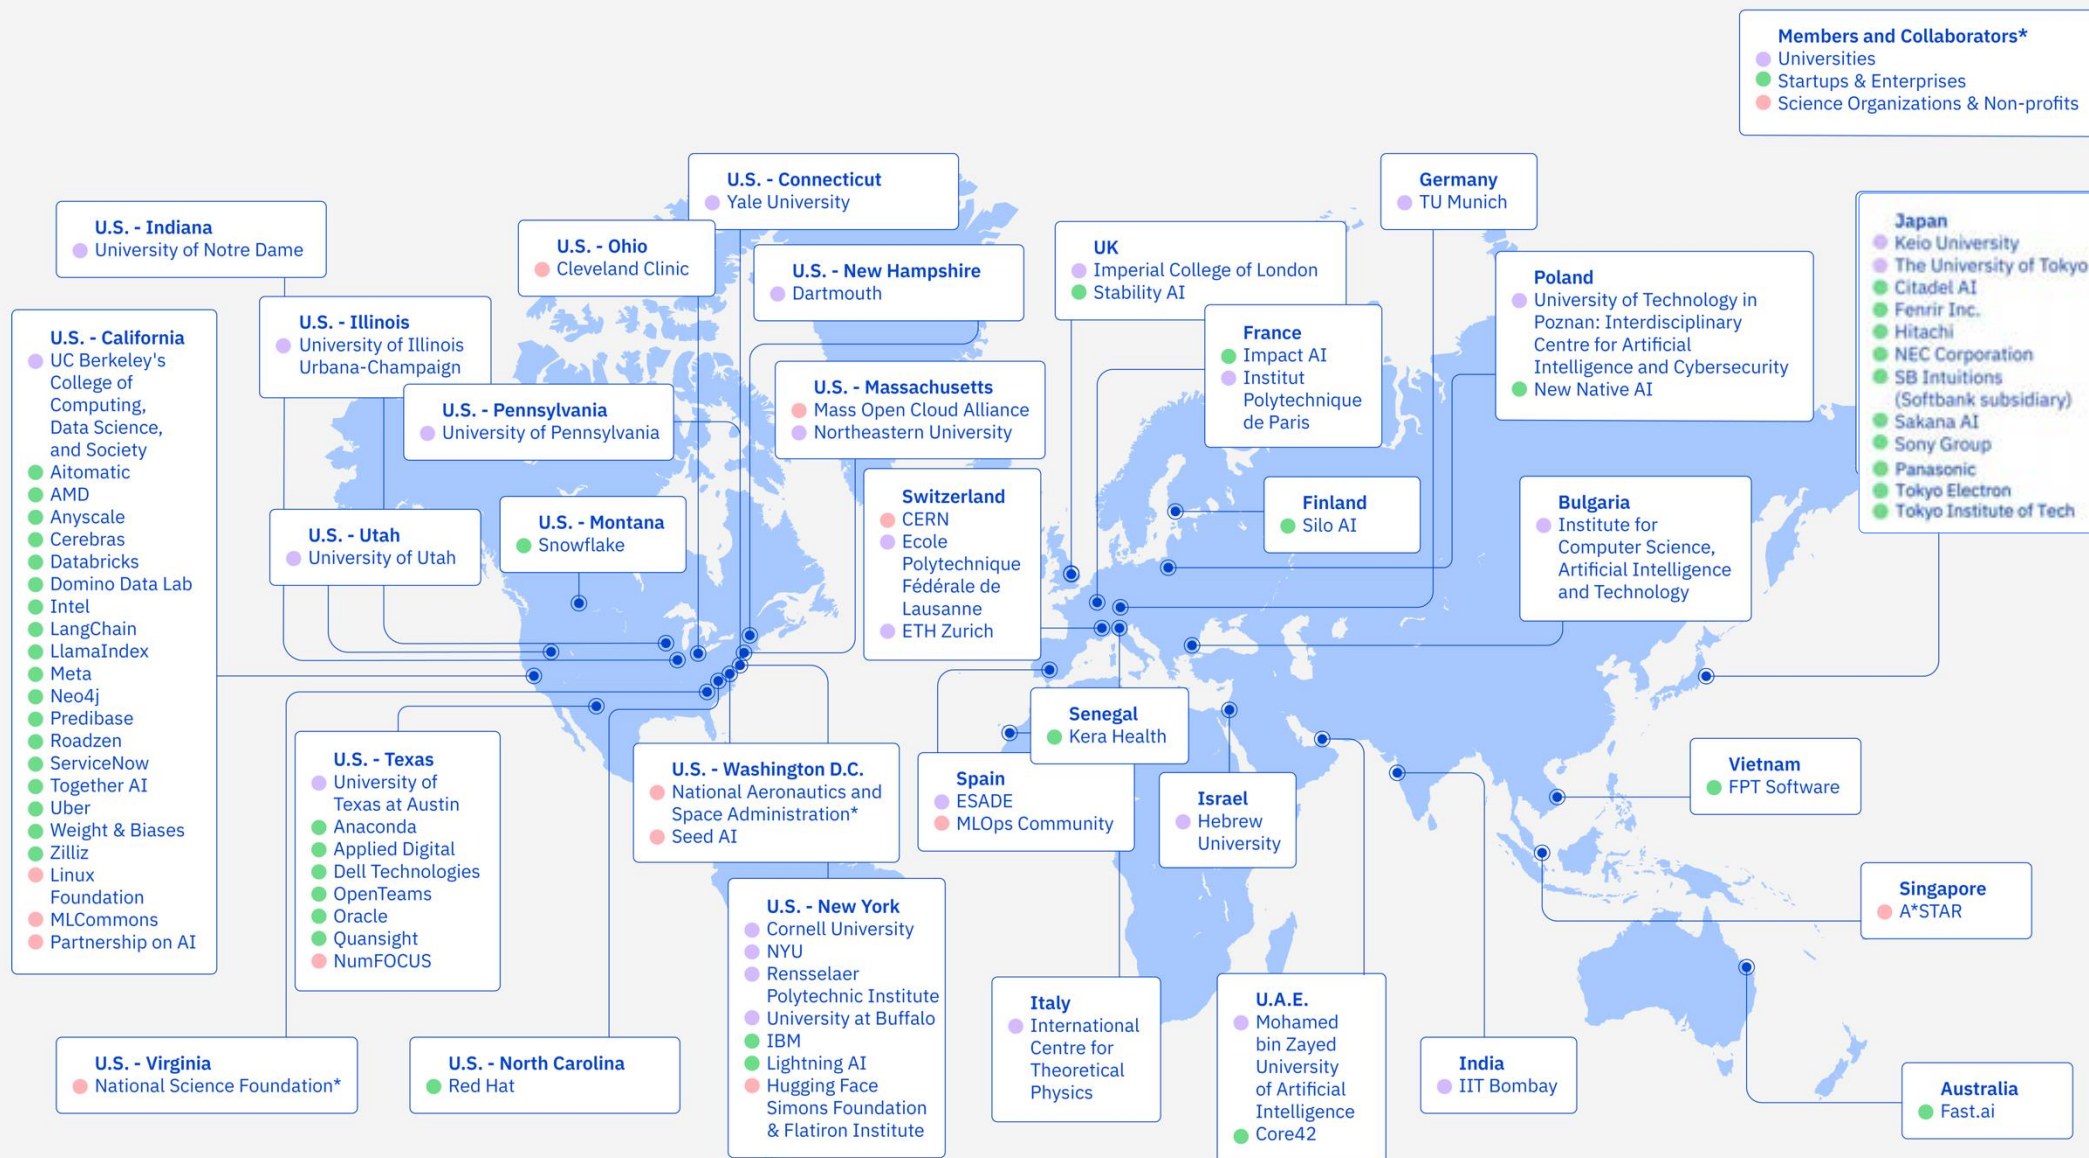 Members and Collaborators*
Universities
Startups & Enterprises
Science Organizations & Non-profits
U.S. - Connecticut
Yale University
Germany
TU Munich
U.S. - Indiana
University of Notre Dame
U.S. - Ohio
Cleveland Clinic
U.S. - New Hampshire
Dartmouth
UK
Imperial College of London
Stability AI
Poland
University of Technology in
Poznan: Interdisciplinary
Centre for Artificial
Intelligence and Cybersecurity
New Native AI
Japan
Keio University
The University of Tokyo
Citadel AI
Fenrir Inc.
Hitachi
NEC Corporation
SB Intuitions
(Softbank subsidiary)
Sakana AI
Sony Group
Panasonic
Tokyo Electron
Tokyo Institute of Tech
U.S. - California
UC Berkeley's
College of
Computing,
Data Science,
and Society
Aitomatic
AMD
Anyscale
Cerebras
Databricks
Domino Data Lab
Intel
LangChain
LlamaIndex
Meta
Neo4j
Predibase
Roadzen
ServiceNow
Together AI
Uber
Weight & Biases
Zilliz
Linux
Foundation
MLCommons
Partnership on AI
U.S. - Illinois
University of Illinois
Urbana-Champaign
U.S. - Pennsylvania
University of Pennsylvania
U.S. - Massachusetts
Mass Open Cloud Alliance
Northeastern University
France
Impact AI
Institut
Polytechnique
de Paris
U.S. - Utah
University of Utah
U.S. - Montana
Snowflake
Switzerland
CERN
Ecole
Polytechnique
Fédérale de
Lausanne
ETH Zurich
Finland
Silo AI
Bulgaria
Institute for
Computer Science,
Artificial Intelligence
and Technology
U.S. - Texas
University of
Texas at Austin
Anaconda
Applied Digital
Dell Technologies
OpenTeams
Oracle
Quansight
NumFOCUS
U.S. - Washington D.C.
National Aeronautics and
Space Administration*
Seed AI
Senegal
Kera Health
Spain
ESADE
MLOps Community
Israel
Hebrew
University
Vietnam
FPT Software
Singapore
A*STAR
U.S. - New York
Cornell University
NYU
Rensselaer
Polytechnic Institute
University at Buffalo
IBM
Lightning AI
Hugging Face
Simons Foundation
& Flatiron Institute
Italy
International
Centre for
Theoretical
Physics
U.A.E.
Mohamed
bin Zayed
University
of Artificial
Intelligence
Core42
U.S. - Virginia
National Science Foundation*
U.S. - North Carolina
Red Hat
India
IIT Bombay
Australia
Fast.ai